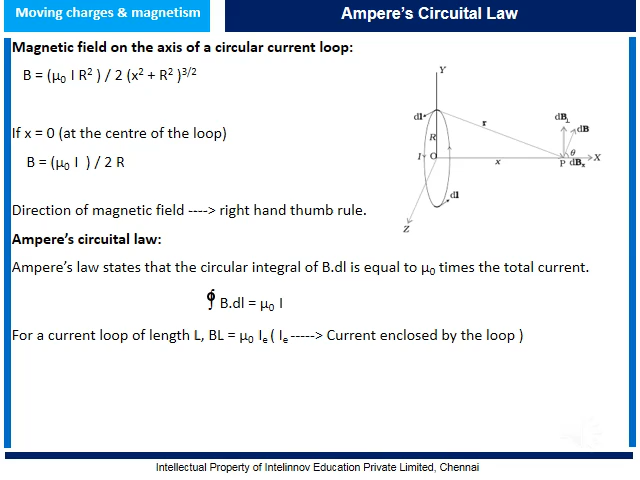 Moving charges & magnetism
Ampere's Circuital Law
Magnetic field on the axis of a circular current loop:
B = (μ₀ I R² ) / 2 (x² + R² )³/²
If x = 0 (at the centre of the loop)
B = (μ₀ I ) / 2 R
Direction of magnetic field ----> right hand thumb rule.
Y
dl
r
dB⊥
dB
R
θ
I
O
x
P
dBₓ
X
dl
Z
Ampere's circuital law:
Ampere's law states that the circular integral of B.dl is equal to μ₀ times the total current.
∮ B.dl = μ₀ I
For a current loop of length L, BL = μ₀ Iₑ ( Iₑ -----> Current enclosed by the loop )
Intellectual Property of Intelinnov Education Private Limited, Chennai